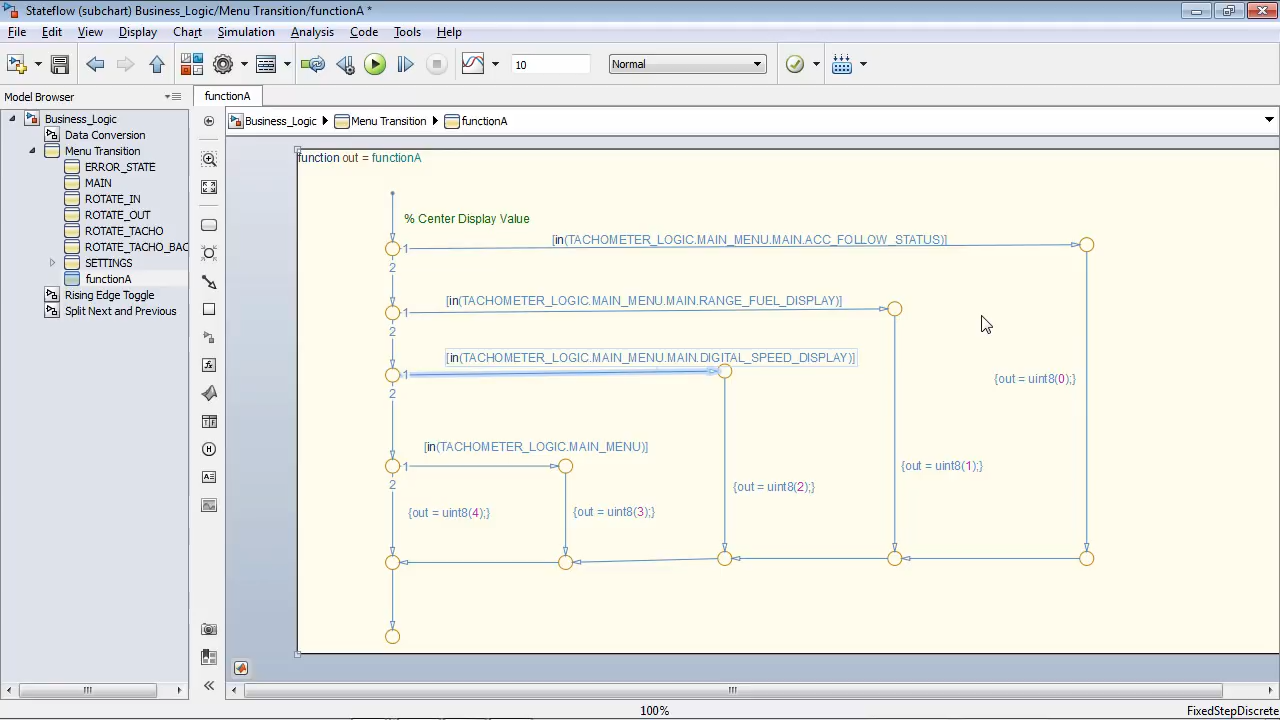 Stateflow (subchart) Business_Logic/Menu Transition/functionA *
File Edit View Display Chart Simulation Analysis Code Tools Help
10 Normal
Model Browser
functionA
Business_Logic
Data Conversion
Menu Transition
ERROR_STATE
MAIN
ROTATE_IN
ROTATE_OUT
ROTATE_TACHO
ROTATE_TACHO_BAC
SETTINGS
functionA
Rising Edge Toggle
Split Next and Previous
Business_Logic Menu Transition functionA
function out = functionA
% Center Display Value
1 [in(TACHOMETER_LOGIC.MAIN_MENU.MAIN.ACC_FOLLOW_STATUS)]
2
1 [in(TACHOMETER_LOGIC.MAIN_MENU.MAIN.RANGE_FUEL_DISPLAY)]
2
1 [in(TACHOMETER_LOGIC.MAIN_MENU.MAIN.DIGITAL_SPEED_DISPLAY)]
2
{out = uint8(0);}
1 [in(TACHOMETER_LOGIC.MAIN_MENU)]
2
{out = uint8(1);}
{out = uint8(2);}
{out = uint8(4);} {out = uint8(3);}
100%
FixedStepDiscrete